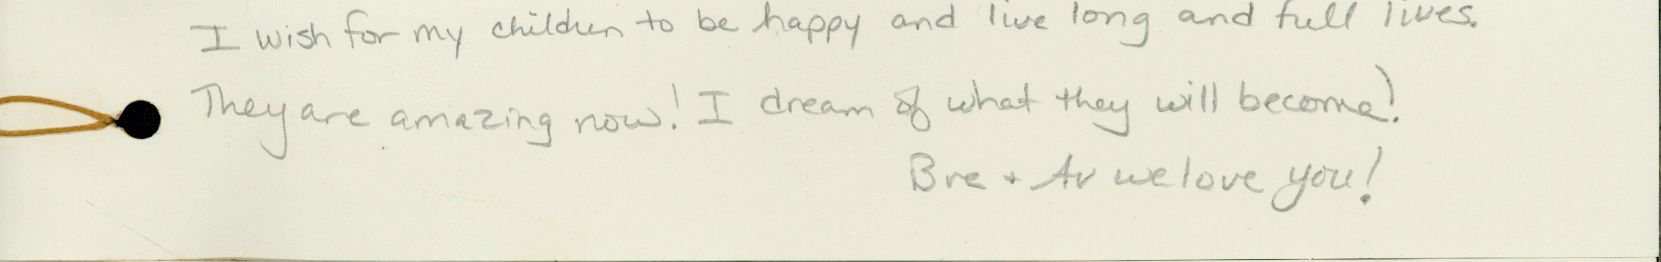 I wish for my children to be happy and live long and full lives.
They are amazing now! I dream of what they will become!
Bre + Av we love you!